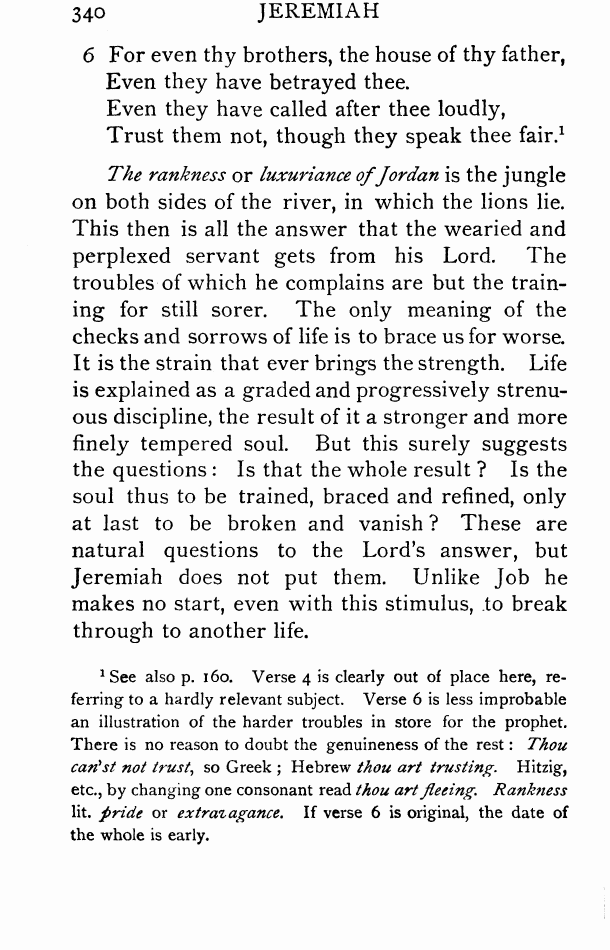 340 JEREMIAH
6 For even thy brothers, the house of thy father,
Even they have betrayed thee.
Even they have called after thee loudly,
Trust them not, though they speak thee fair.¹
The rankness or luxuriance of Jordan is the jungle
on both sides of the river, in which the lions lie.
This then is all the answer that the wearied and
perplexed servant gets from his Lord. The
troubles of which he complains are but the train-
ing for still sorer. The only meaning of the
checks and sorrows of life is to brace us for worse.
It is the strain that ever brings the strength. Life
is explained as a graded and progressively strenu-
ous discipline, the result of it a stronger and more
finely tempered soul. But this surely suggests
the questions : Is that the whole result ? Is the
soul thus to be trained, braced and refined, only
at last to be broken and vanish ? These are
natural questions to the Lord's answer, but
Jeremiah does not put them. Unlike Job he
makes no start, even with this stimulus, to break
through to another life.
¹ See also p. 160. Verse 4 is clearly out of place here, re-
ferring to a hardly relevant subject. Verse 6 is less improbable
an illustration of the harder troubles in store for the prophet.
There is no reason to doubt the genuineness of the rest : Thou
can'st not trust, so Greek ; Hebrew thou art trusting. Hitzig,
etc., by changing one consonant read thou art fleeing. Rankness
lit. pride or extravagance. If verse 6 is original, the date of
the whole is early.